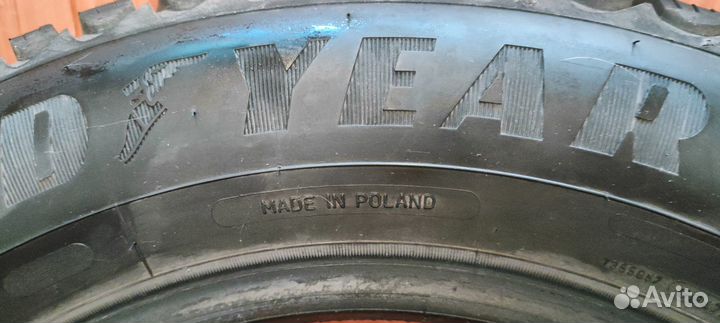 D YEAR
MADE IN POLAND
Avito